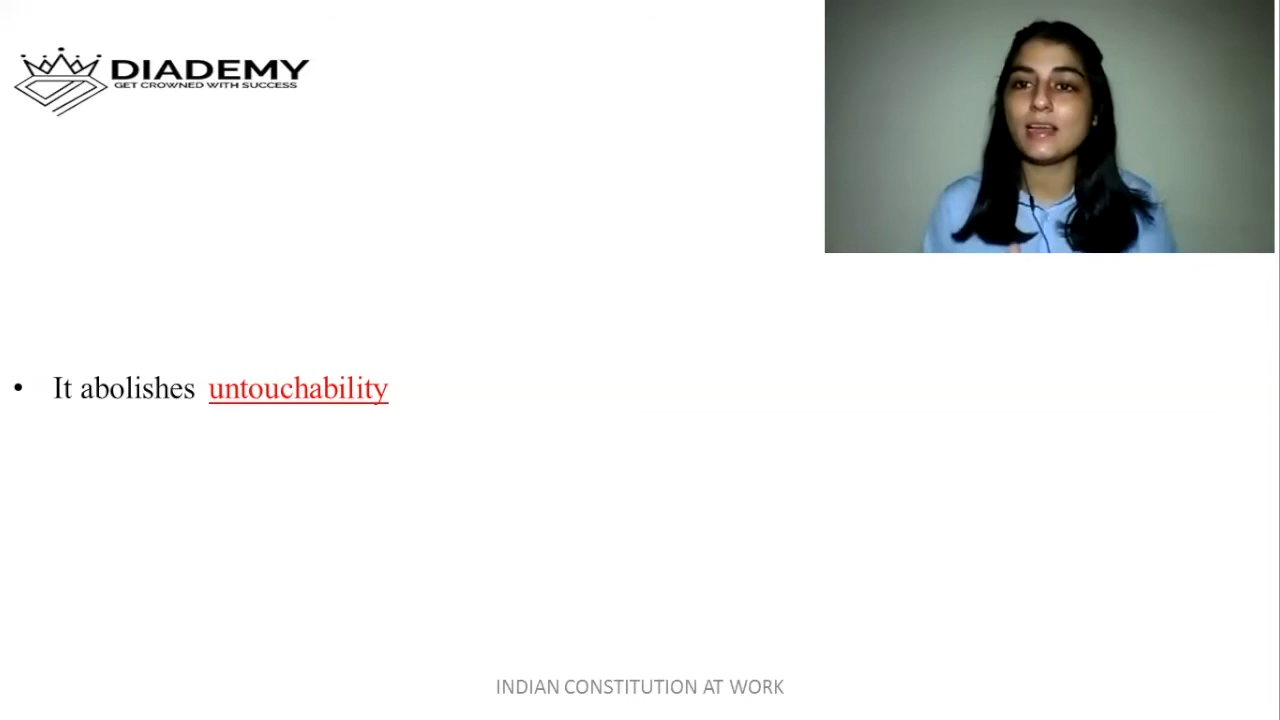 DIADEMY
GET CROWNED WITH SUCCESS
• It abolishes untouchability
INDIAN CONSTITUTION AT WORK